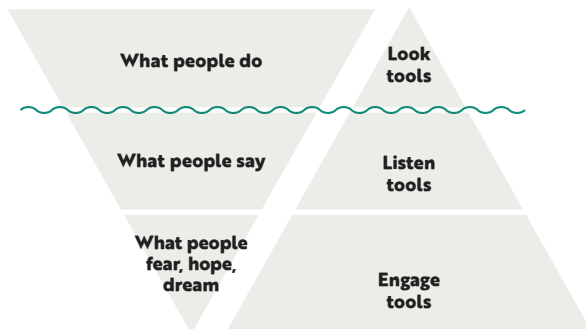 What people do
Look
tools
What people say
Listen
tools
What people
fear, hope,
dream
Engage
tools